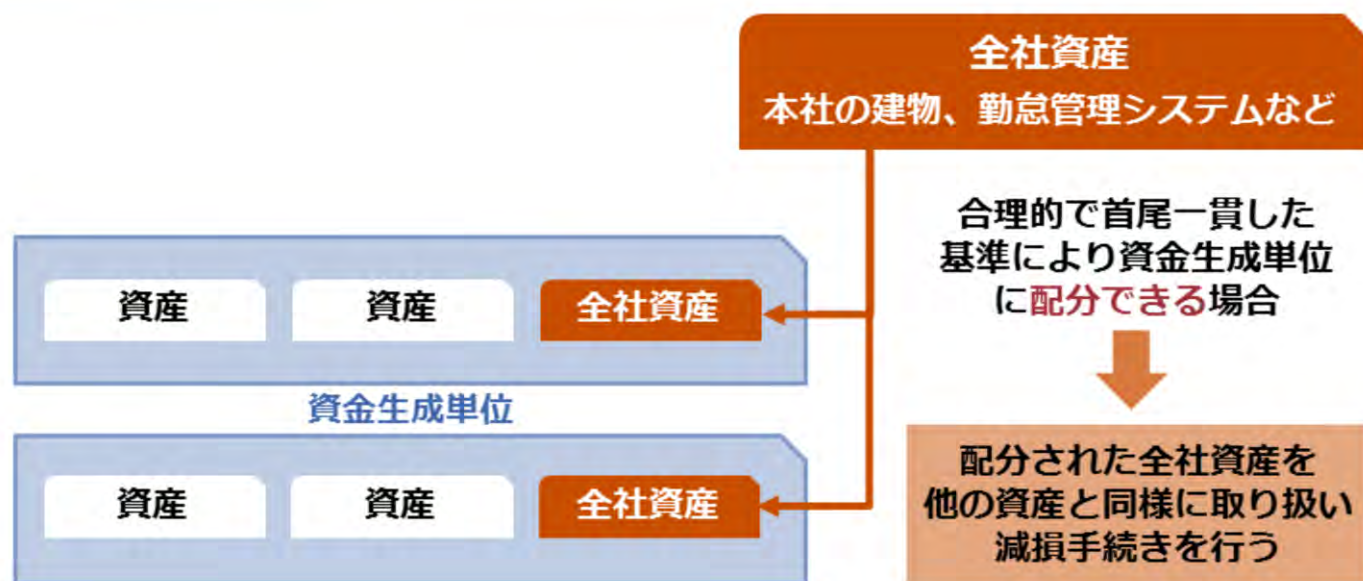 全社資産
本社の建物、勤怠管理システムなど
合理的で首尾一貫した
基準により資金生成単位
に配分できる場合
資産
資産
全社資産
資金生成単位
資産
資産
全社資産
配分された全社資産を
他の資産と同様に取り扱い
減損手続きを行う